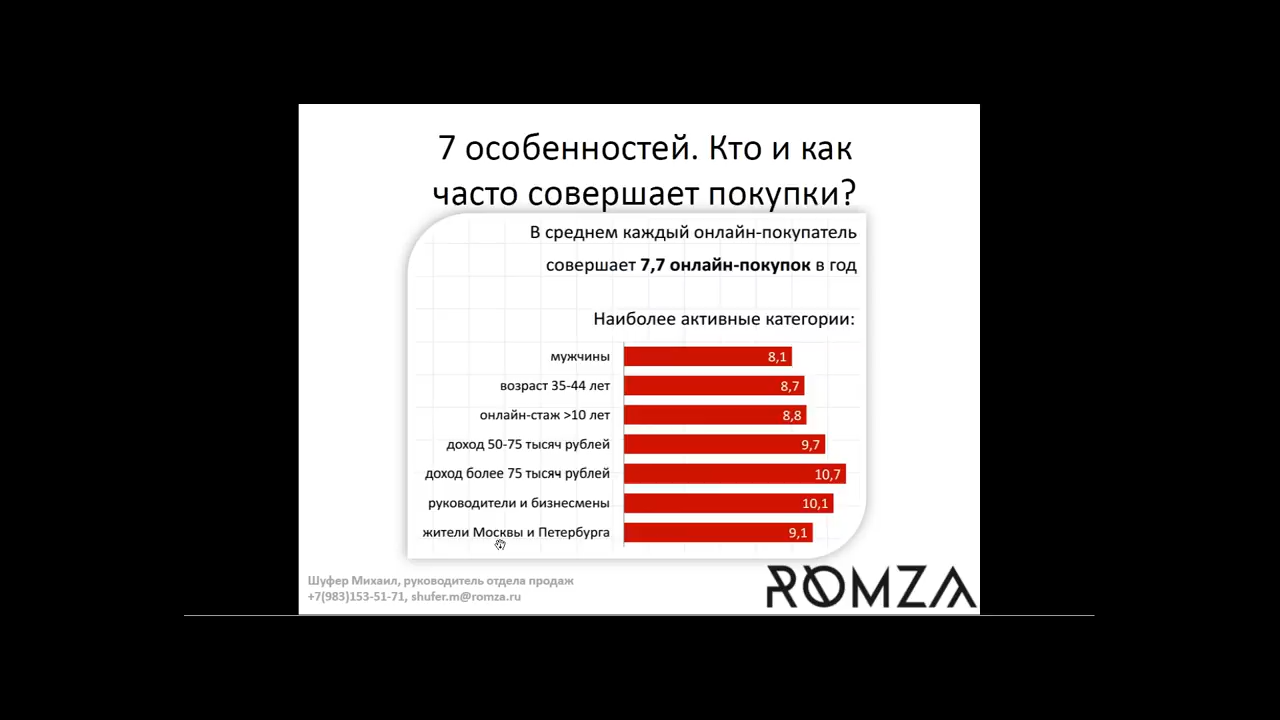 7 особенностей. Кто и как
часто совершает покупки?
В среднем каждый онлайн-покупатель
совершает 7,7 онлайн-покупок в год
Наиболее активные категории:
мужчины 8,1
возраст 35-44 лет 8,7
онлайн-стаж >10 лет 8,8
доход 50-75 тысяч рублей 9,7
доход более 75 тысяч рублей 10,7
руководители и бизнесмены 10,1
жители Москвы и Петербурга 9,1
Шуфер Михаил, руководитель отдела продаж
+7(983)153-51-71, shufer.m@romza.ru
ROMZA